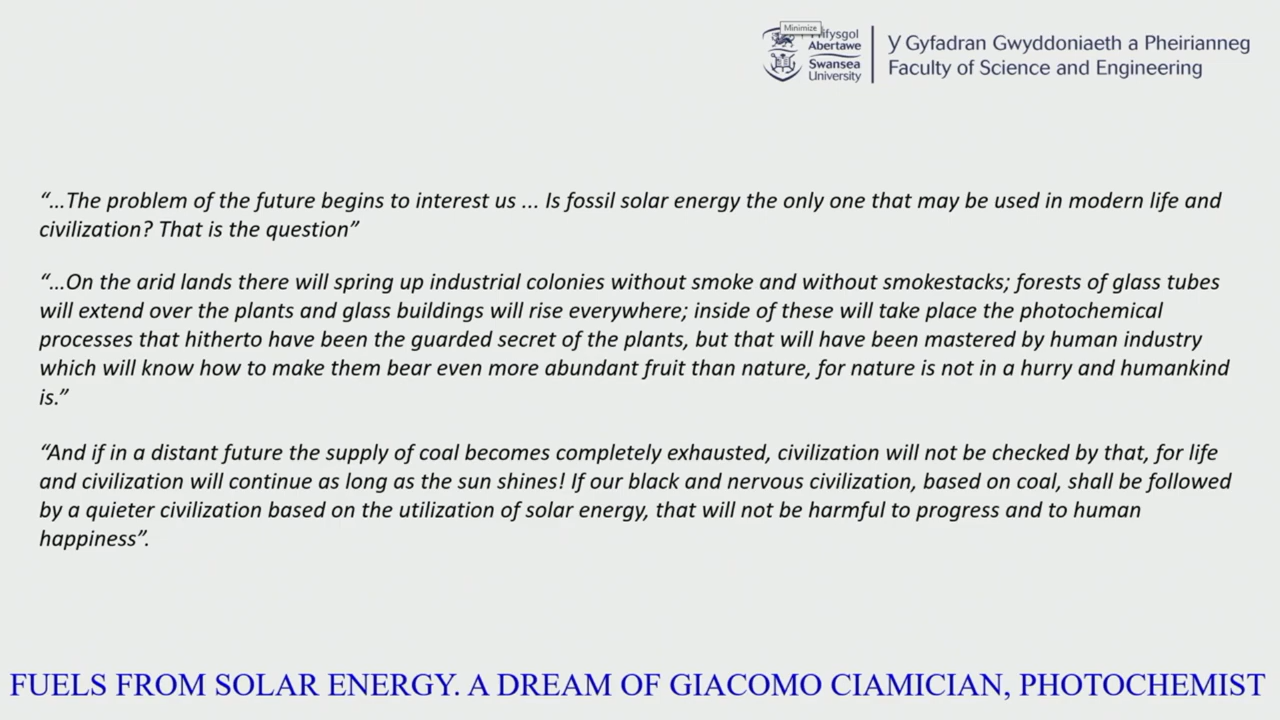 Minimize
ifysgol
Abertawe
Swansea
University
Y Gyfadran Gwyddoniaeth a Pheirianneg
Faculty of Science and Engineering
“...The problem of the future begins to interest us ... Is fossil solar energy the only one that may be used in modern life and
civilization? That is the question”
“...On the arid lands there will spring up industrial colonies without smoke and without smokestacks; forests of glass tubes
will extend over the plants and glass buildings will rise everywhere; inside of these will take place the photochemical
processes that hitherto have been the guarded secret of the plants, but that will have been mastered by human industry
which will know how to make them bear even more abundant fruit than nature, for nature is not in a hurry and humankind
is.”
“And if in a distant future the supply of coal becomes completely exhausted, civilization will not be checked by that, for life
and civilization will continue as long as the sun shines! If our black and nervous civilization, based on coal, shall be followed
by a quieter civilization based on the utilization of solar energy, that will not be harmful to progress and to human
happiness”.
FUELS FROM SOLAR ENERGY. A DREAM OF GIACOMO CIAMICIAN, PHOTOCHEMIST